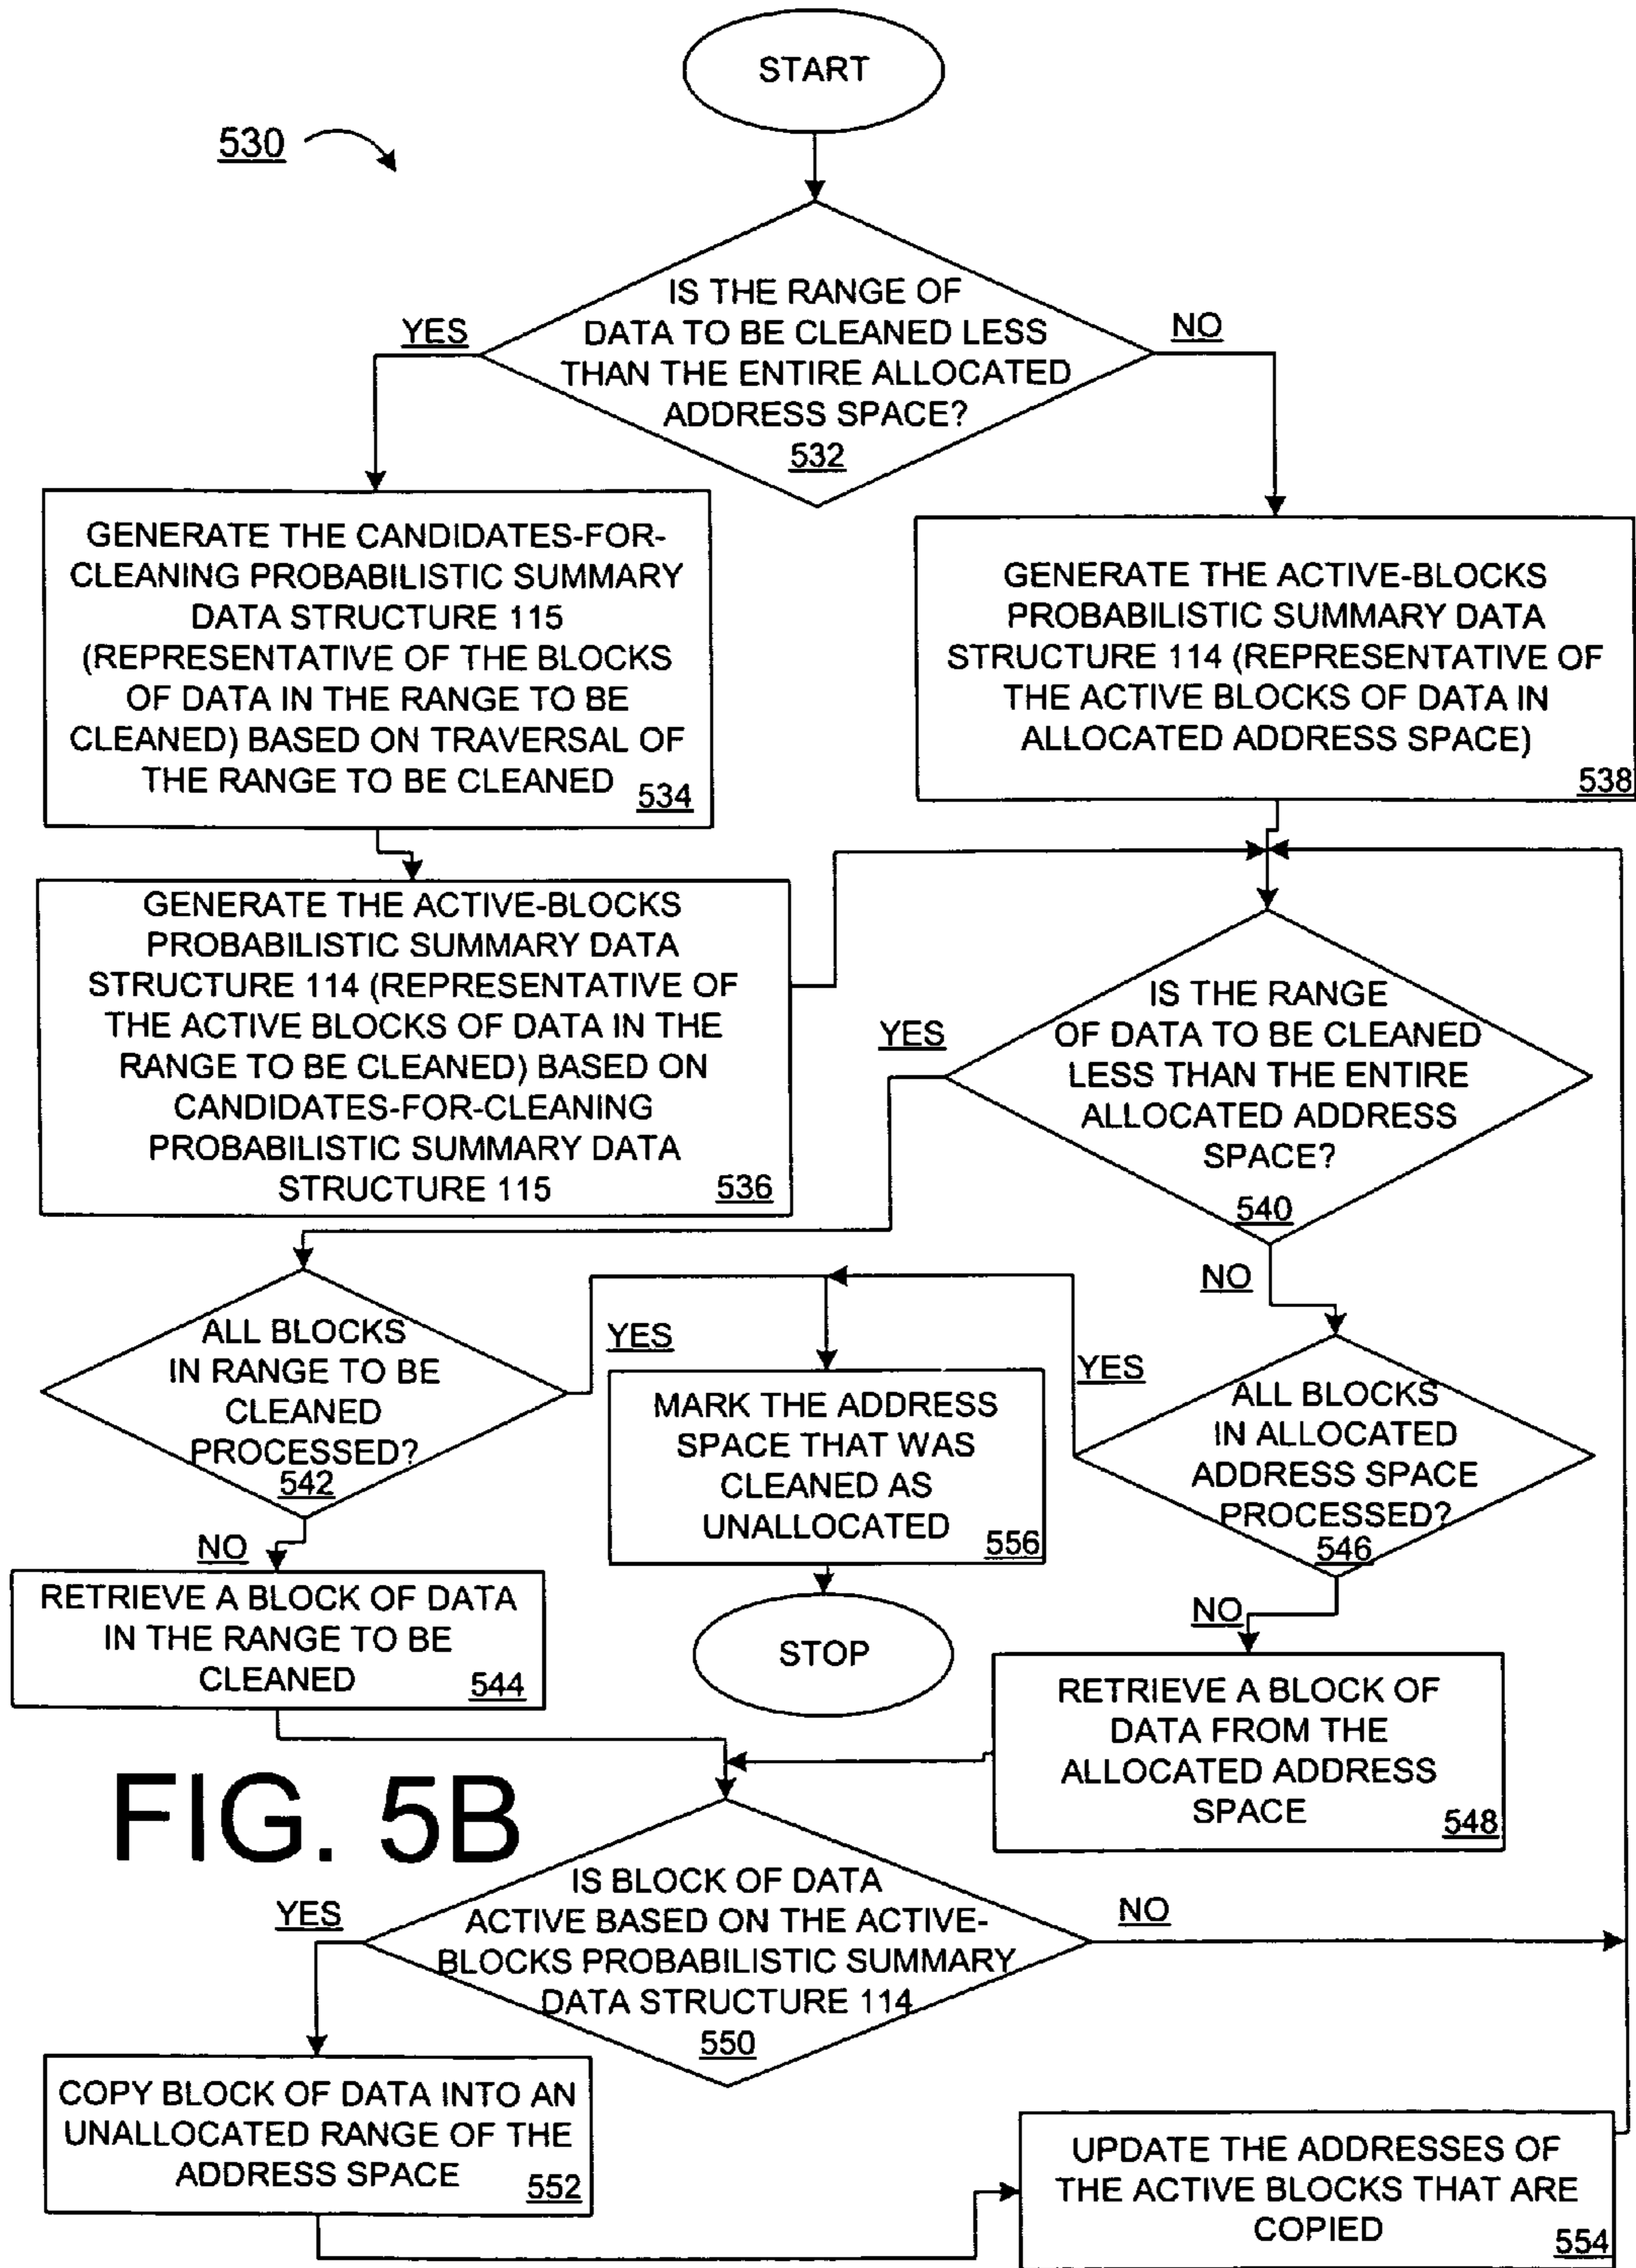 START
530
IS THE RANGE OF
DATA TO BE CLEANED LESS
THAN THE ENTIRE ALLOCATED
ADDRESS SPACE?
532
YES
NO
GENERATE THE CANDIDATES-FOR-
CLEANING PROBABILISTIC SUMMARY
DATA STRUCTURE 115
(REPRESENTATIVE OF THE BLOCKS
OF DATA IN THE RANGE TO BE
CLEANED) BASED ON TRAVERSAL OF
THE RANGE TO BE CLEANED
534
GENERATE THE ACTIVE-BLOCKS
PROBABILISTIC SUMMARY DATA
STRUCTURE 114 (REPRESENTATIVE OF
THE ACTIVE BLOCKS OF DATA IN
ALLOCATED ADDRESS SPACE)
538
GENERATE THE ACTIVE-BLOCKS
PROBABILISTIC SUMMARY DATA
STRUCTURE 114 (REPRESENTATIVE OF
THE ACTIVE BLOCKS OF DATA IN THE
RANGE TO BE CLEANED) BASED ON
CANDIDATES-FOR-CLEANING
PROBABILISTIC SUMMARY DATA
STRUCTURE 115
536
IS THE RANGE
OF DATA TO BE CLEANED
LESS THAN THE ENTIRE
ALLOCATED ADDRESS
SPACE?
540
YES
NO
ALL BLOCKS
IN RANGE TO BE
CLEANED
PROCESSED?
542
YES
NO
MARK THE ADDRESS
SPACE THAT WAS
CLEANED AS
UNALLOCATED
556
YES
ALL BLOCKS
IN ALLOCATED
ADDRESS SPACE
PROCESSED?
546
NO
RETRIEVE A BLOCK OF DATA
IN THE RANGE TO BE
CLEANED
544
STOP
RETRIEVE A BLOCK OF
DATA FROM THE
ALLOCATED ADDRESS
SPACE
548
FIG. 5B
IS BLOCK OF DATA
ACTIVE BASED ON THE ACTIVE-
BLOCKS PROBABILISTIC SUMMARY
DATA STRUCTURE 114
550
YES
NO
COPY BLOCK OF DATA INTO AN
UNALLOCATED RANGE OF THE
ADDRESS SPACE
552
UPDATE THE ADDRESSES OF
THE ACTIVE BLOCKS THAT ARE
COPIED
554